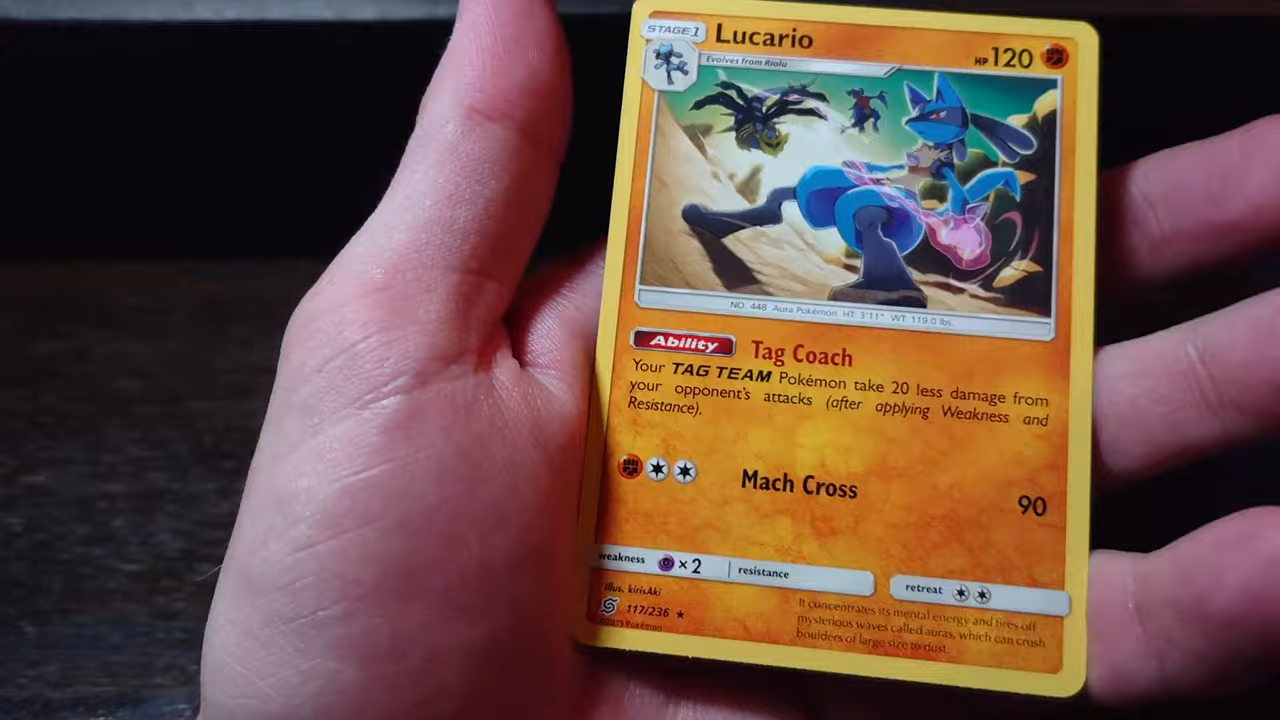 STAGE 1
Lucario
HP 120
Evolves from Riolu
NO. 448 Aura Pokémon HT: 3'11" WT: 119.0 lbs.
Ability Tag Coach
Your TAG TEAM Pokémon take 20 less damage from
your opponent's attacks (after applying Weakness and
Resistance).
Mach Cross 90
weakness ×2 resistance retreat
Illus. kirisAki
117/236
©2019 Pokémon
It concentrates its mental energy and fires off
mysterious waves called auras, which can crush
boulders of large size to dust.